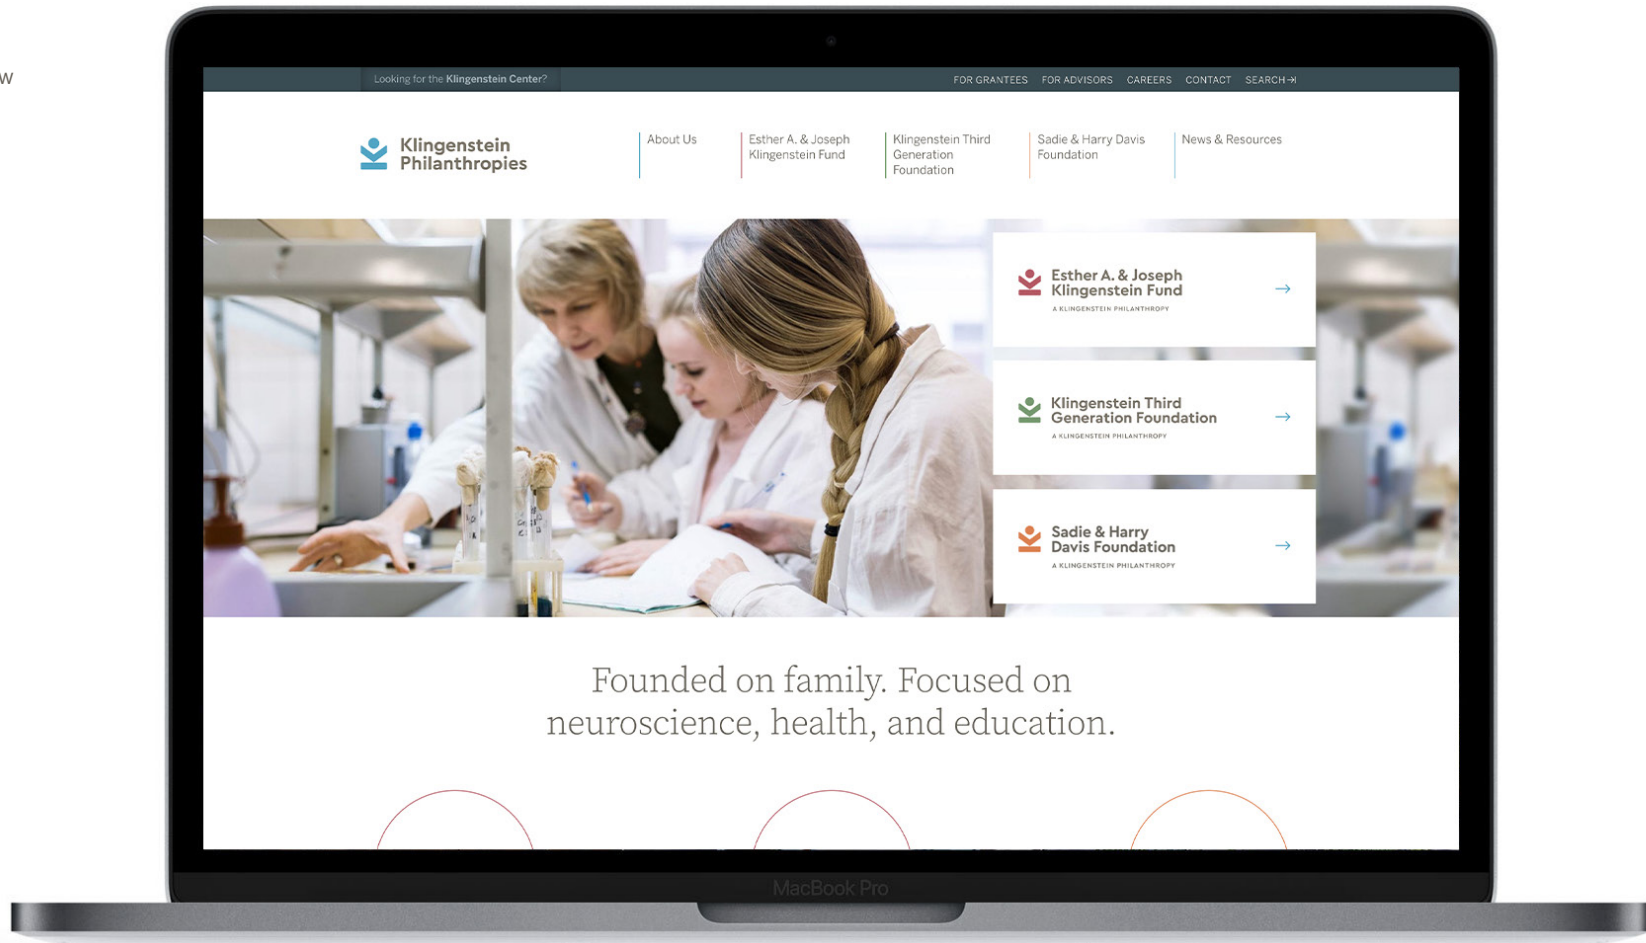 w
Looking for the Klingenstein Center?
FOR GRANTEES FOR ADVISORS CAREERS CONTACT SEARCH
Klingenstein
Philanthropies
About Us
Esther A. & Joseph
Klingenstein Fund
Klingenstein Third
Generation
Foundation
Sadie & Harry Davis
Foundation
News & Resources
Esther A. & Joseph
Klingenstein Fund
A KLINGENSTEIN PHILANTHROPY
Klingenstein Third
Generation Foundation
A KLINGENSTEIN PHILANTHROPY
Sadie & Harry
Davis Foundation
A KLINGENSTEIN PHILANTHROPY
Founded on family. Focused on
neuroscience, health, and education.
MacBook Pro